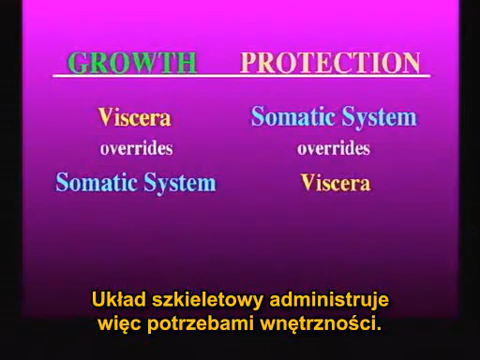 GROWTH PROTECTION
Viscera Somatic System
overrides overrides
Somatic System Viscera
Układ szkieletowy administruje
więc potrzebami wnętrzności.